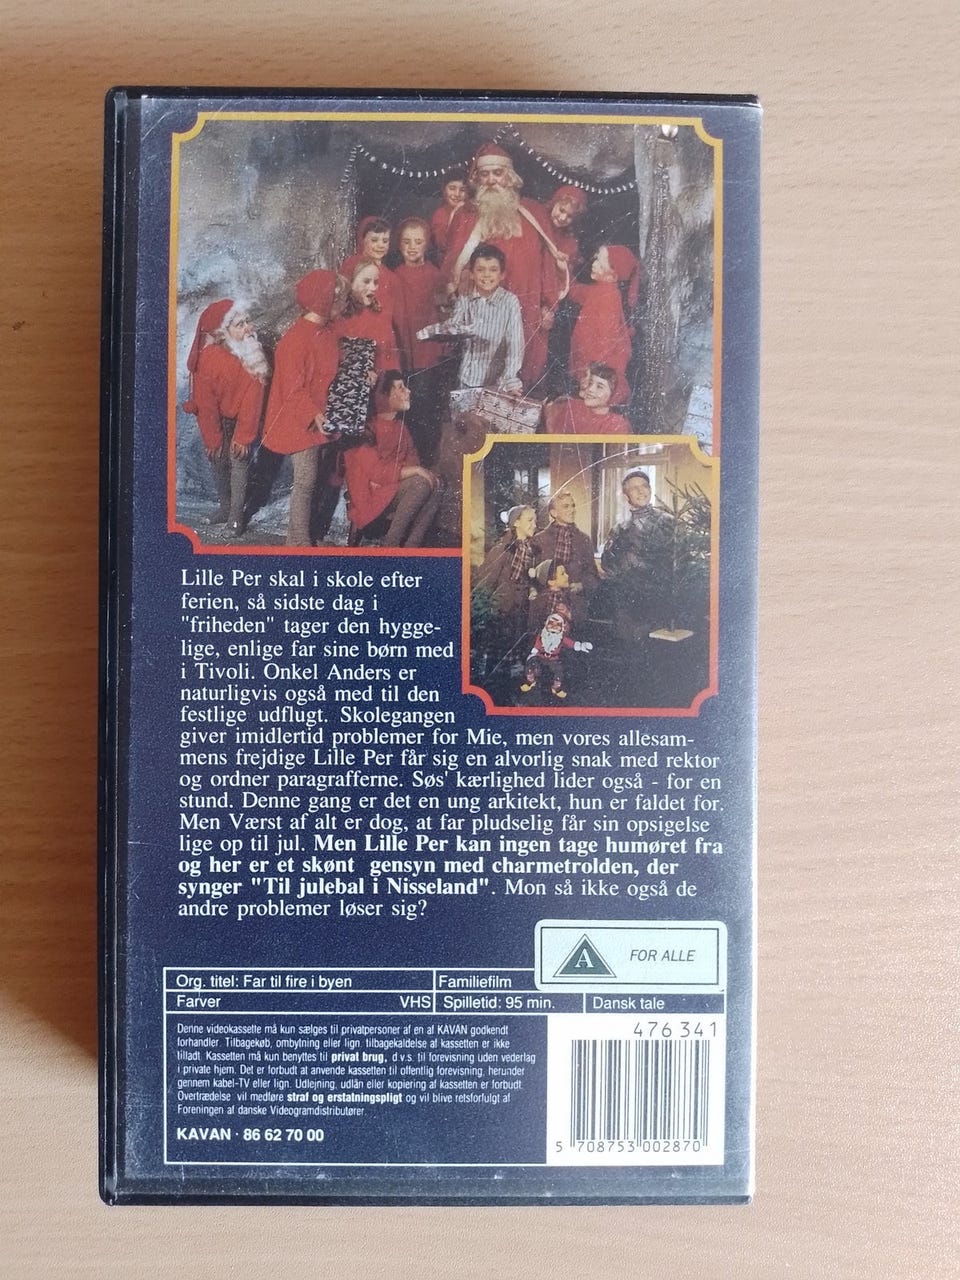 Lille Per skal i skole efter
ferien, så sidste dag i
"friheden" tager den hygge-
lige, enlige far sine børn med
i Tivoli. Onkel Anders er
naturligvis også med til den
festlige udflugt. Skolegangen
giver imidlertid problemer for Mie, men vores allesam-
mens frejdige Lille Per får sig en alvorlig snak med rektor
og ordner paragrafferne. Søs' kærlighed lider også - for en
stund. Denne gang er det en ung arkitekt, hun er faldet for.
Men Værst af alt er dog, at far pludselig får sin opsigelse
lige op til jul. Men Lille Per kan ingen tage humøret fra
og her er et skønt gensyn med charmetrolden, der
synger "Til julebal i Nisseland". Mon så ikke også de
andre problemer løser sig?
A FOR ALLE
Org. titel: Far til fire i byen Familiefilm
Farver VHS Spilletid: 95 min. Dansk tale
Denne videokassette må kun sælges til privatpersoner af en af KAVAN godkendt
forhandler. Tilbagekøb, ombytning eller lign. tilbagekaldelse af kassetten er ikke
tilladt. Kassetten må kun benyttes til privat brug, d.v.s. til forevisning uden vederlag
i private hjem. Det er forbudt at anvende kassetten til offentlig forevisning, herunder
gennem kabel-TV eller lign. Udlejning, udlån eller kopiering af kassetten er forbudt.
Overtrædelse vil medføre straf og erstatningspligt og vil blive retsforfulgt af
Foreningen af danske Videogramdistributører.
KAVAN · 86 62 70 00
476 341
5 708753 002870